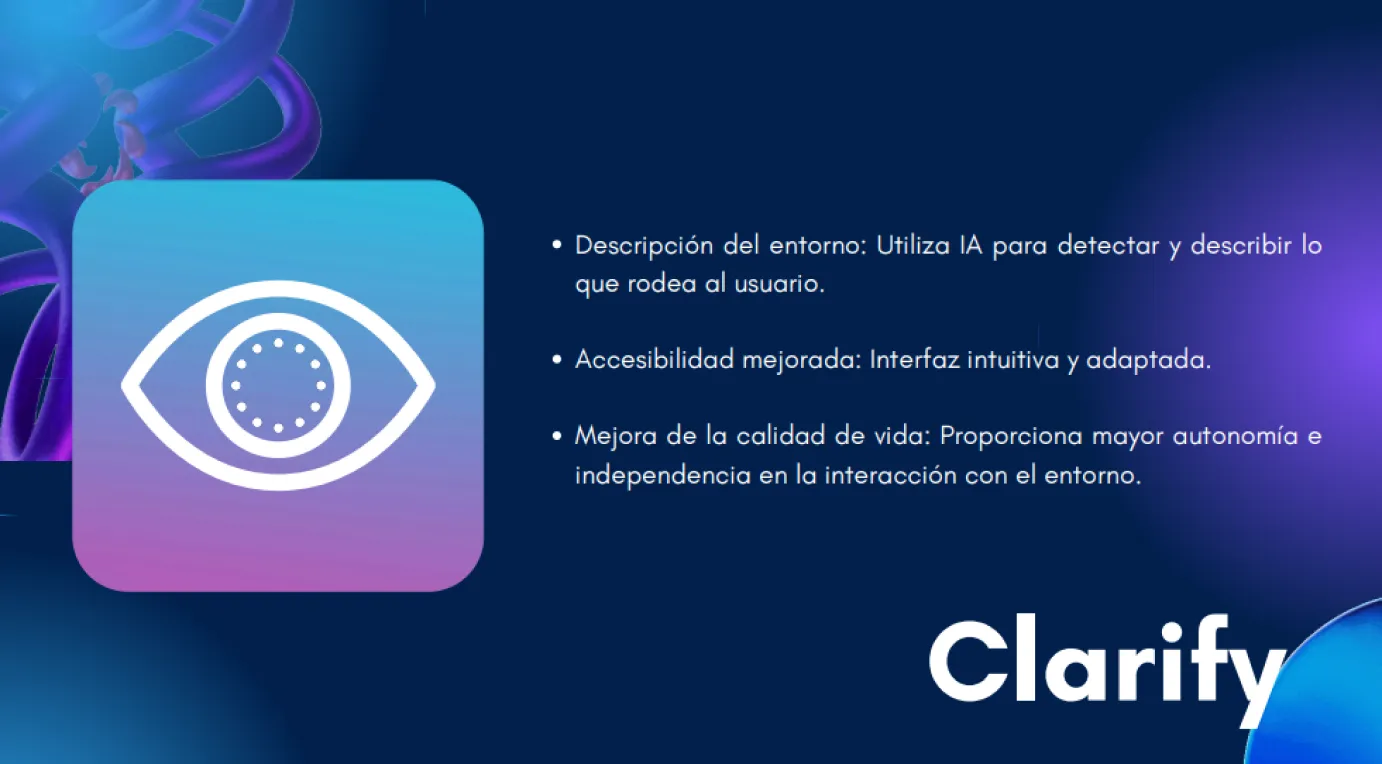 • Descripción del entorno: Utiliza IA para detectar y describir lo
que rodea al usuario.
• Accesibilidad mejorada: Interfaz intuitiva y adaptada.
• Mejora de la calidad de vida: Proporciona mayor autonomía e
independencia en la interacción con el entorno.
Clarify